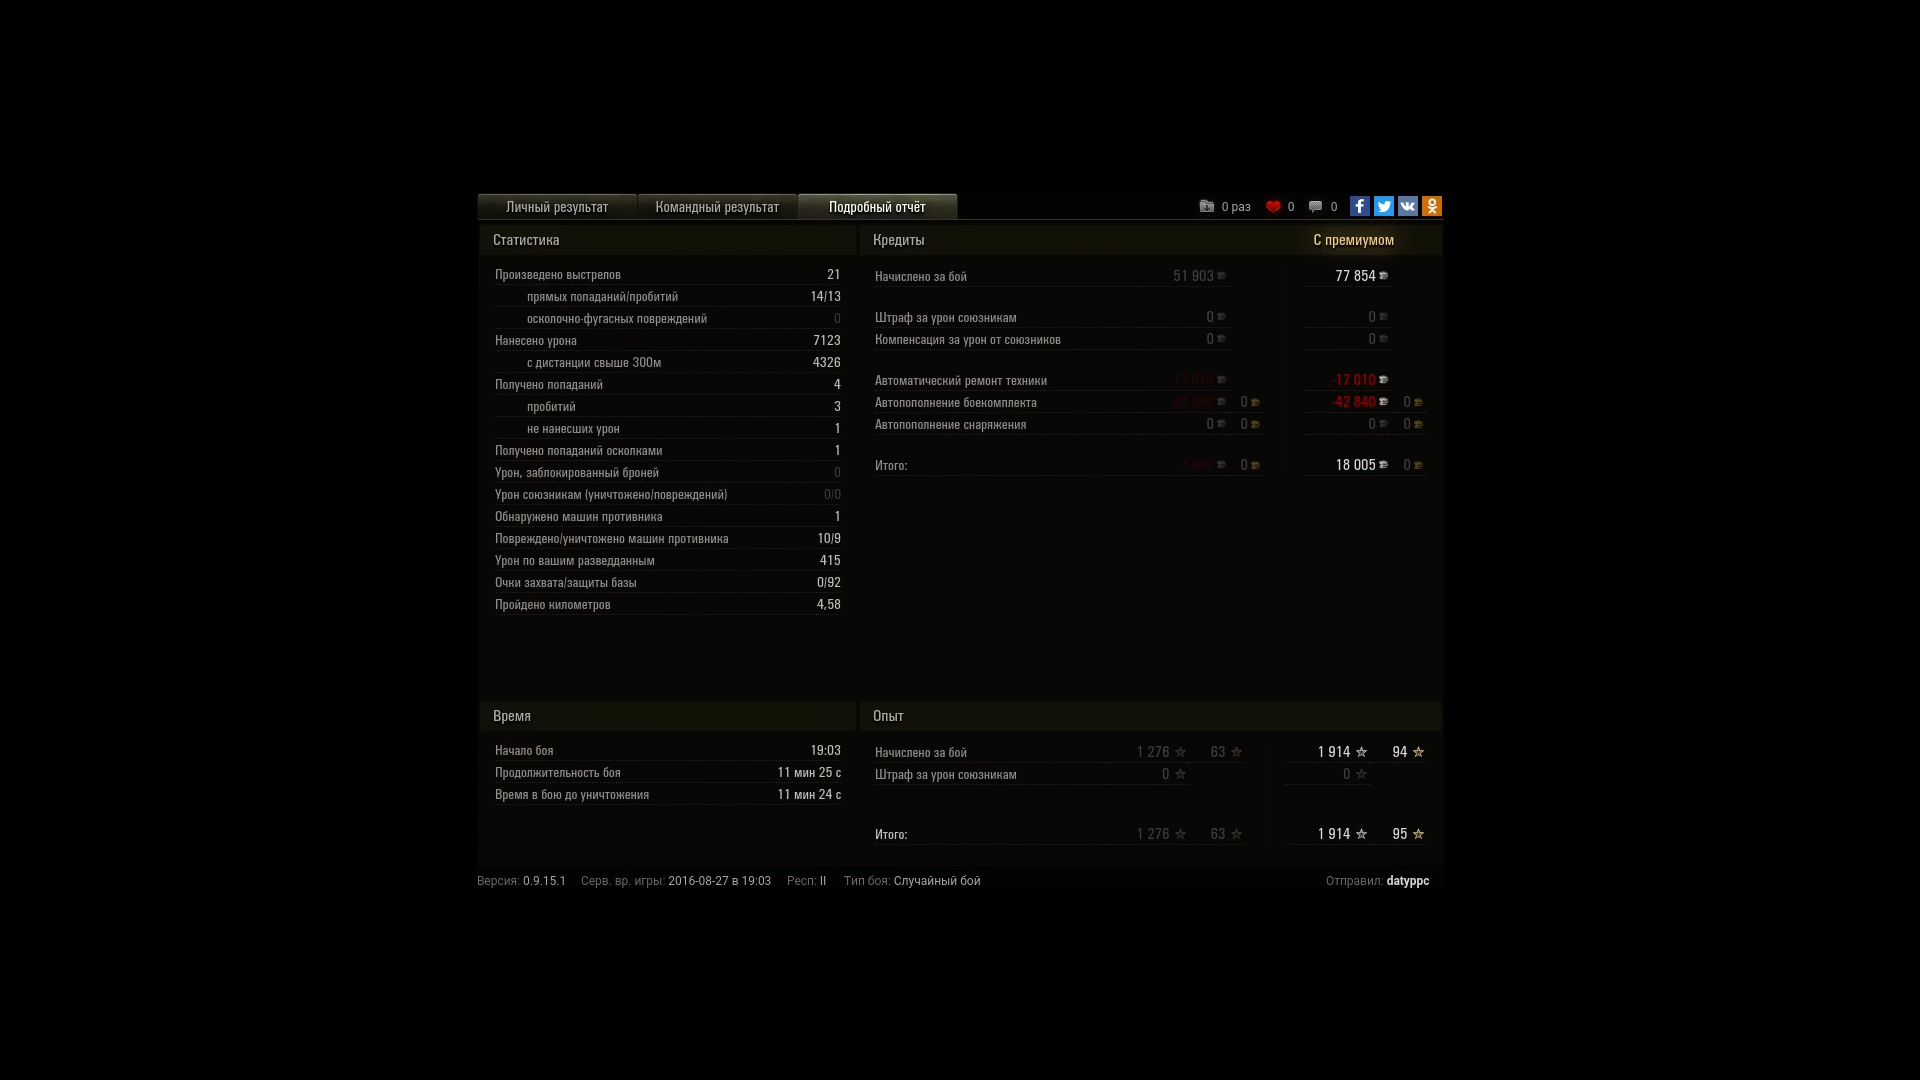 Личный результат Командный результат Подробный отчёт 0 раз 0 0
Статистика
Произведено выстрелов 21
прямых попаданий/пробитий 14/13
осколочно-фугасных повреждений 0
Нанесено урона 7123
с дистанции свыше 300м 4326
Получено попаданий 4
пробитий 3
не нанесших урон 1
Получено попаданий осколками 1
Урон, заблокированный броней 0
Урон союзникам (уничтожено/повреждений) 0/0
Обнаружено машин противника 1
Повреждено/уничтожено машин противника 10/9
Урон по вашим разведданным 415
Очки захвата/защиты базы 0/92
Пройдено километров 4,58
Кредиты С премиумом
Начислено за бой 51 903 77 854
Штраф за урон союзникам 0 0
Компенсация за урон от союзников 0 0
Автоматический ремонт техники -17 010
Автопополнение боекомплекта 0 -42 840 0
Автопополнение снаряжения 0 0 0 0
Итого: 0 18 005 0
Время
Начало боя 19:03
Продолжительность боя 11 мин 25 с
Время в бою до уничтожения 11 мин 24 с
Опыт
Начислено за бой 1 276 63 1 914 94
Штраф за урон союзникам 0 0
Итого: 1 276 63 1 914 95
Версия: 0.9.15.1 Серв. вр. игры: 2016-08-27 в 19:03 Респ: II Тип боя: Случайный бой Отправил: datyppc